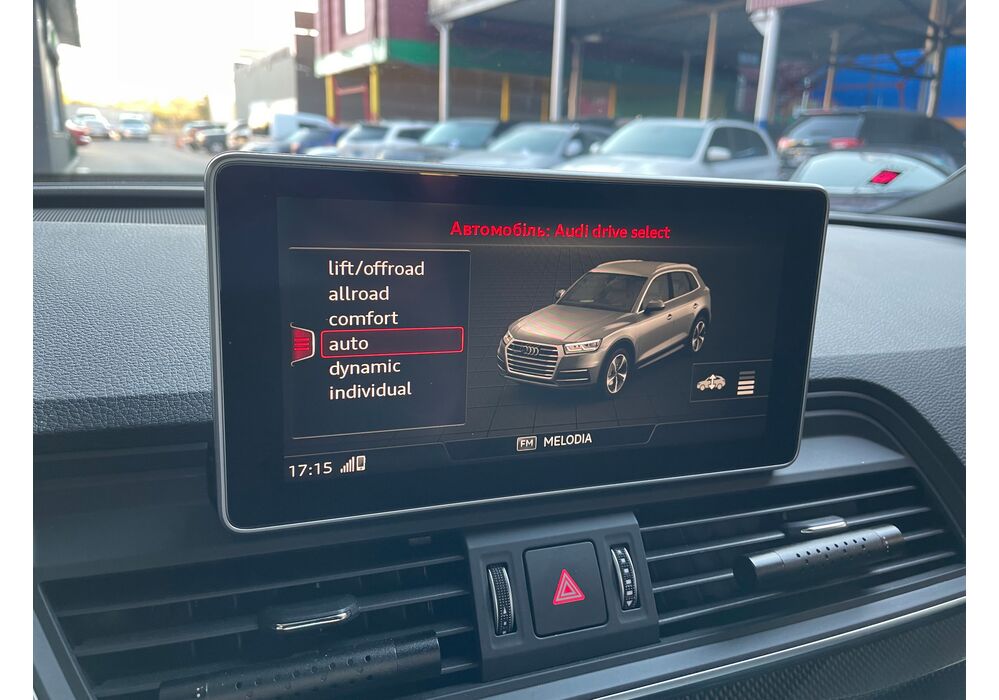 Автомобіль: Audi drive select
lift/offroad
allroad
comfort
auto
dynamic
individual
FM MELODIA
17:15